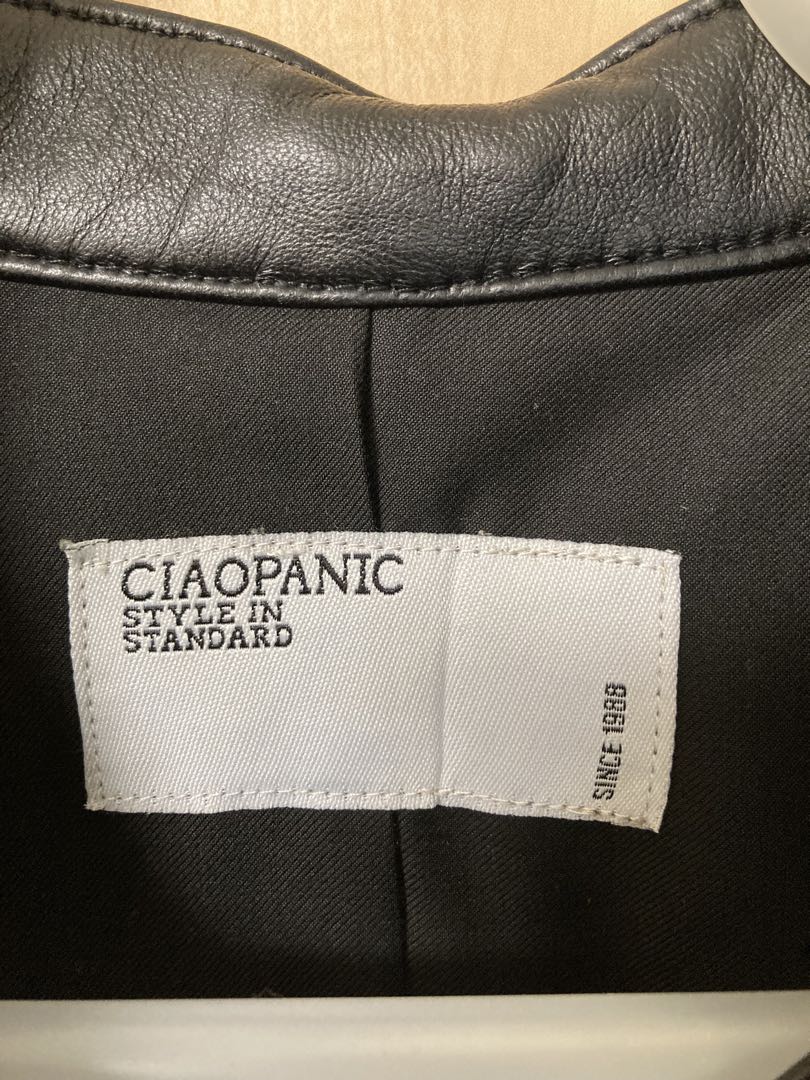 CIAOPANIC
STYLE IN
STANDARD
SINCE 1988